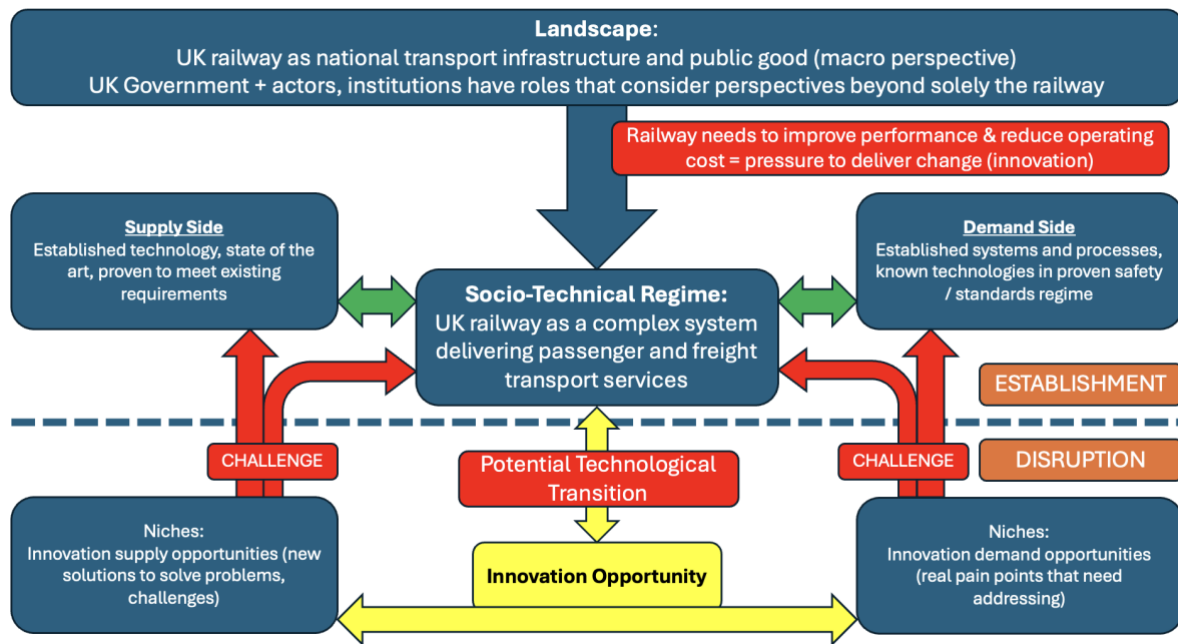 Landscape:
UK railway as national transport infrastructure and public good (macro perspective)
UK Government + actors, institutions have roles that consider perspectives beyond solely the railway
Railway needs to improve performance & reduce operating
cost = pressure to deliver change (innovation)
Supply Side
Established technology, state of the
art, proven to meet existing
requirements
Demand Side
Established systems and processes,
known technologies in proven safety
/ standards regime
Socio-Technical Regime:
UK railway as a complex system
delivering passenger and freight
transport services
ESTABLISHMENT
CHALLENGE
Potential Technological
Transition
CHALLENGE
DISRUPTION
Niches:
Innovation supply opportunities (new
solutions to solve problems,
challenges)
Innovation Opportunity
Niches:
Innovation demand opportunities
(real pain points that need
addressing)